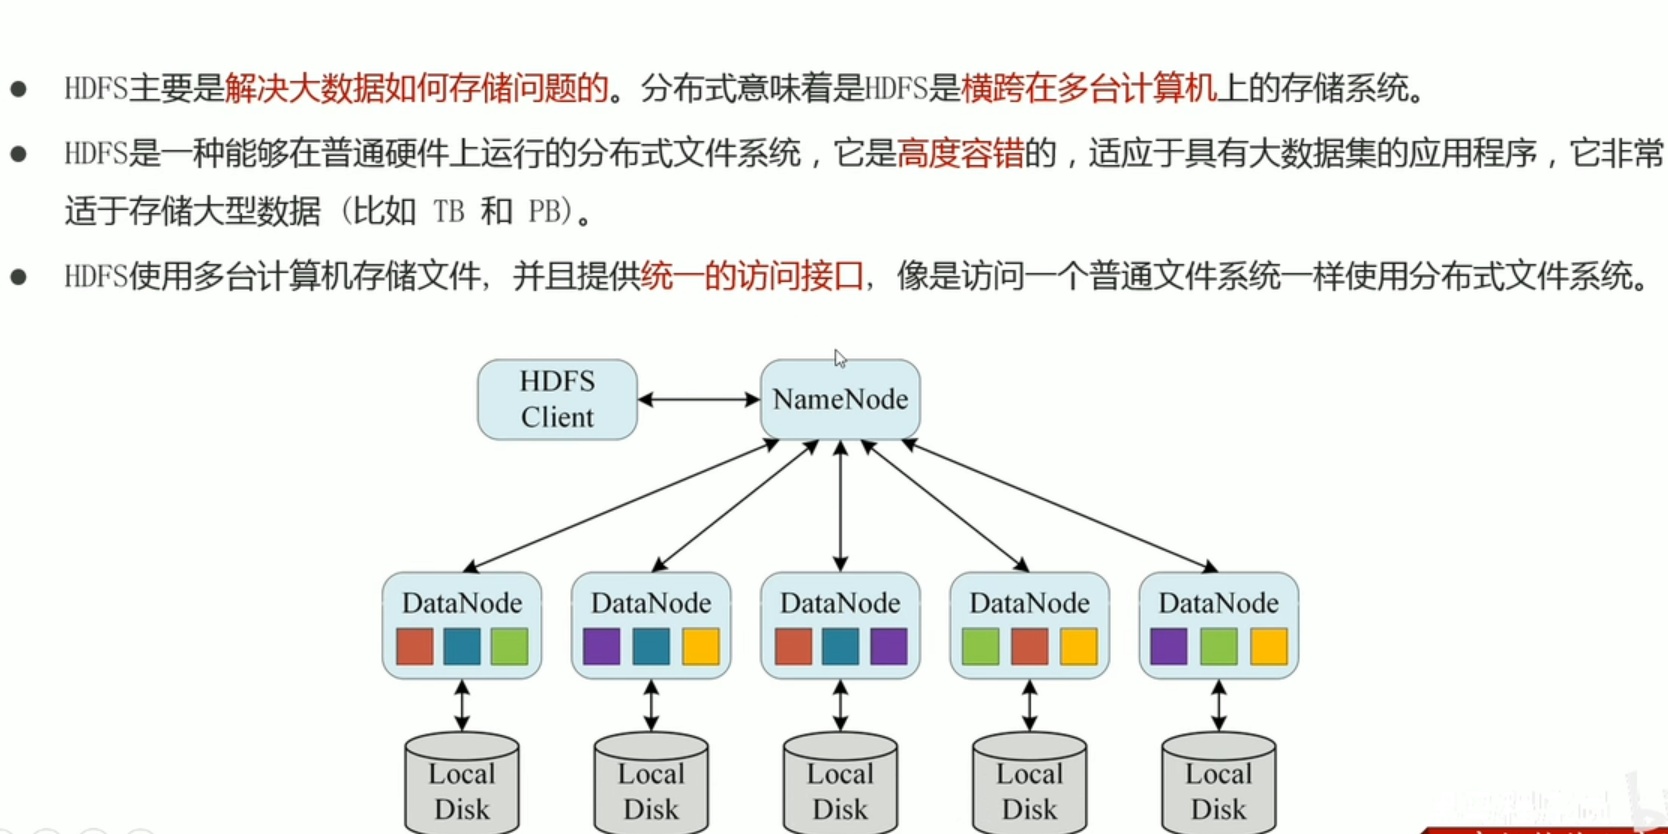 HDFS主要是解决大数据如何存储问题的。分布式意味着是HDFS是横跨在多台计算机上的存储系统。
HDFS是一种能够在普通硬件上运行的分布式文件系统，它是高度容错的，适应于具有大数据集的应用程序，它非常
适于存储大型数据（比如 TB 和 PB）。
HDFS使用多台计算机存储文件，并且提供统一的访问接口，像是访问一个普通文件系统一样使用分布式文件系统。
HDFS
Client
NameNode
DataNode
DataNode
DataNode
DataNode
DataNode
Local
Disk
Local
Disk
Local
Disk
Local
Disk
Local
Disk